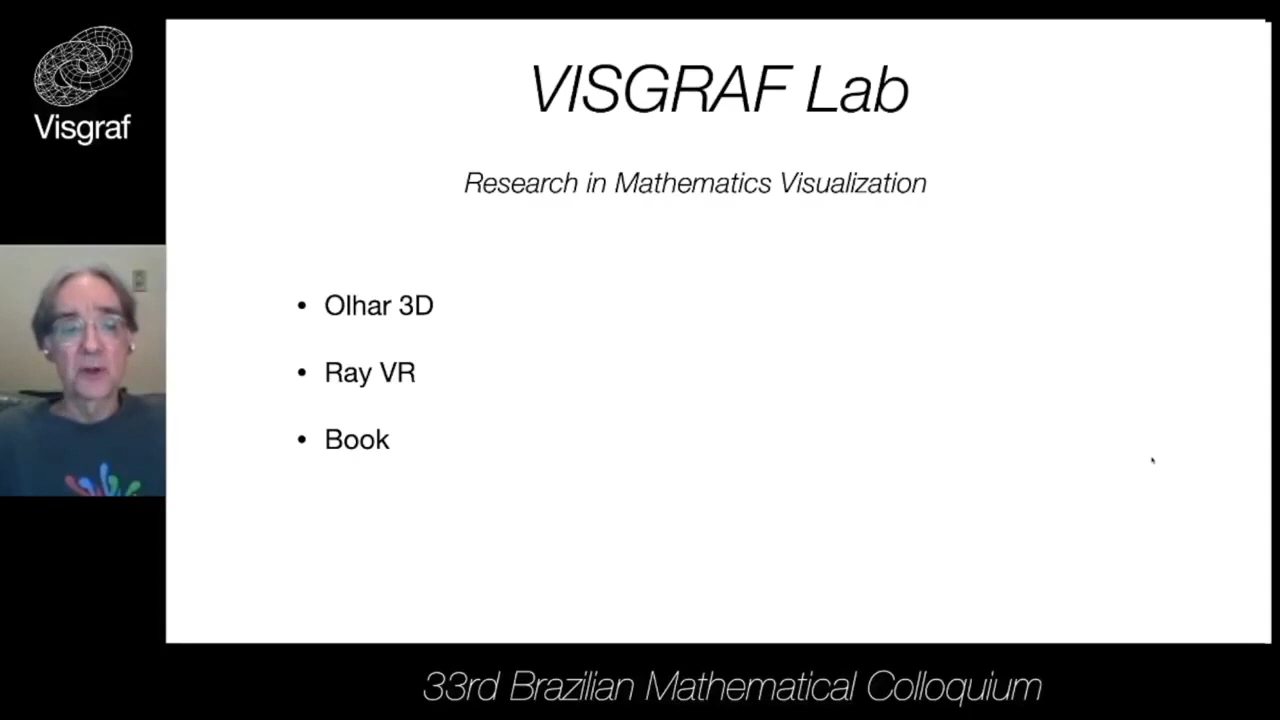 Visgraf
VISGRAF Lab
Research in Mathematics Visualization
• Olhar 3D
• Ray VR
• Book
33rd Brazilian Mathematical Colloquium